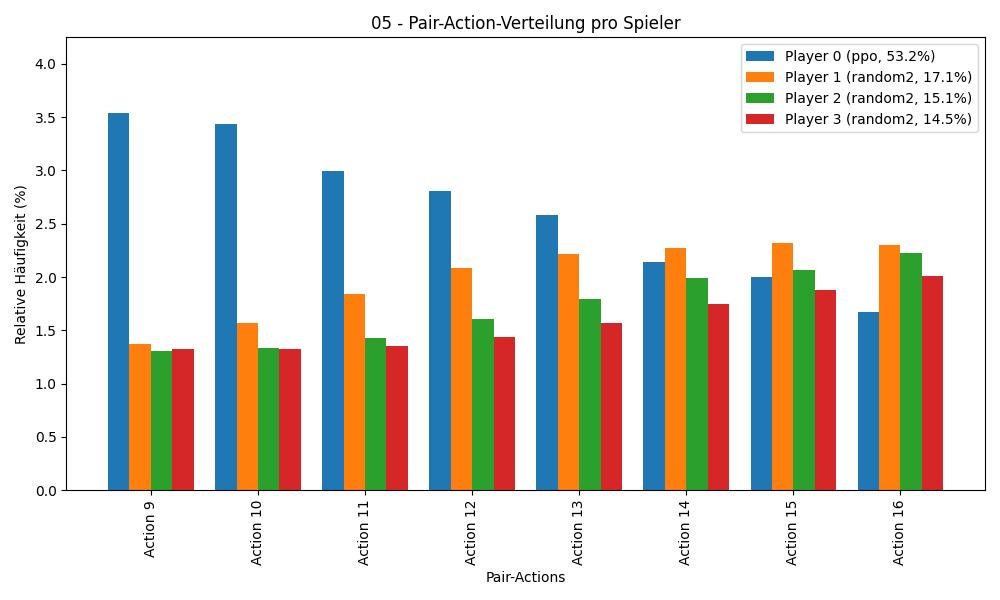 05 - Pair-Action-Verteilung pro Spieler
Player 0 (ppo, 53.2%)
Player 1 (random2, 17.1%)
Player 2 (random2, 15.1%)
Player 3 (random2, 14.5%)
Relative Häufigkeit (%)
4.0
3.5
3.0
2.5
2.0
1.5
1.0
0.5
0.0
Action 9
Action 10
Action 11
Action 12
Action 13
Action 14
Action 15
Action 16
Pair-Actions